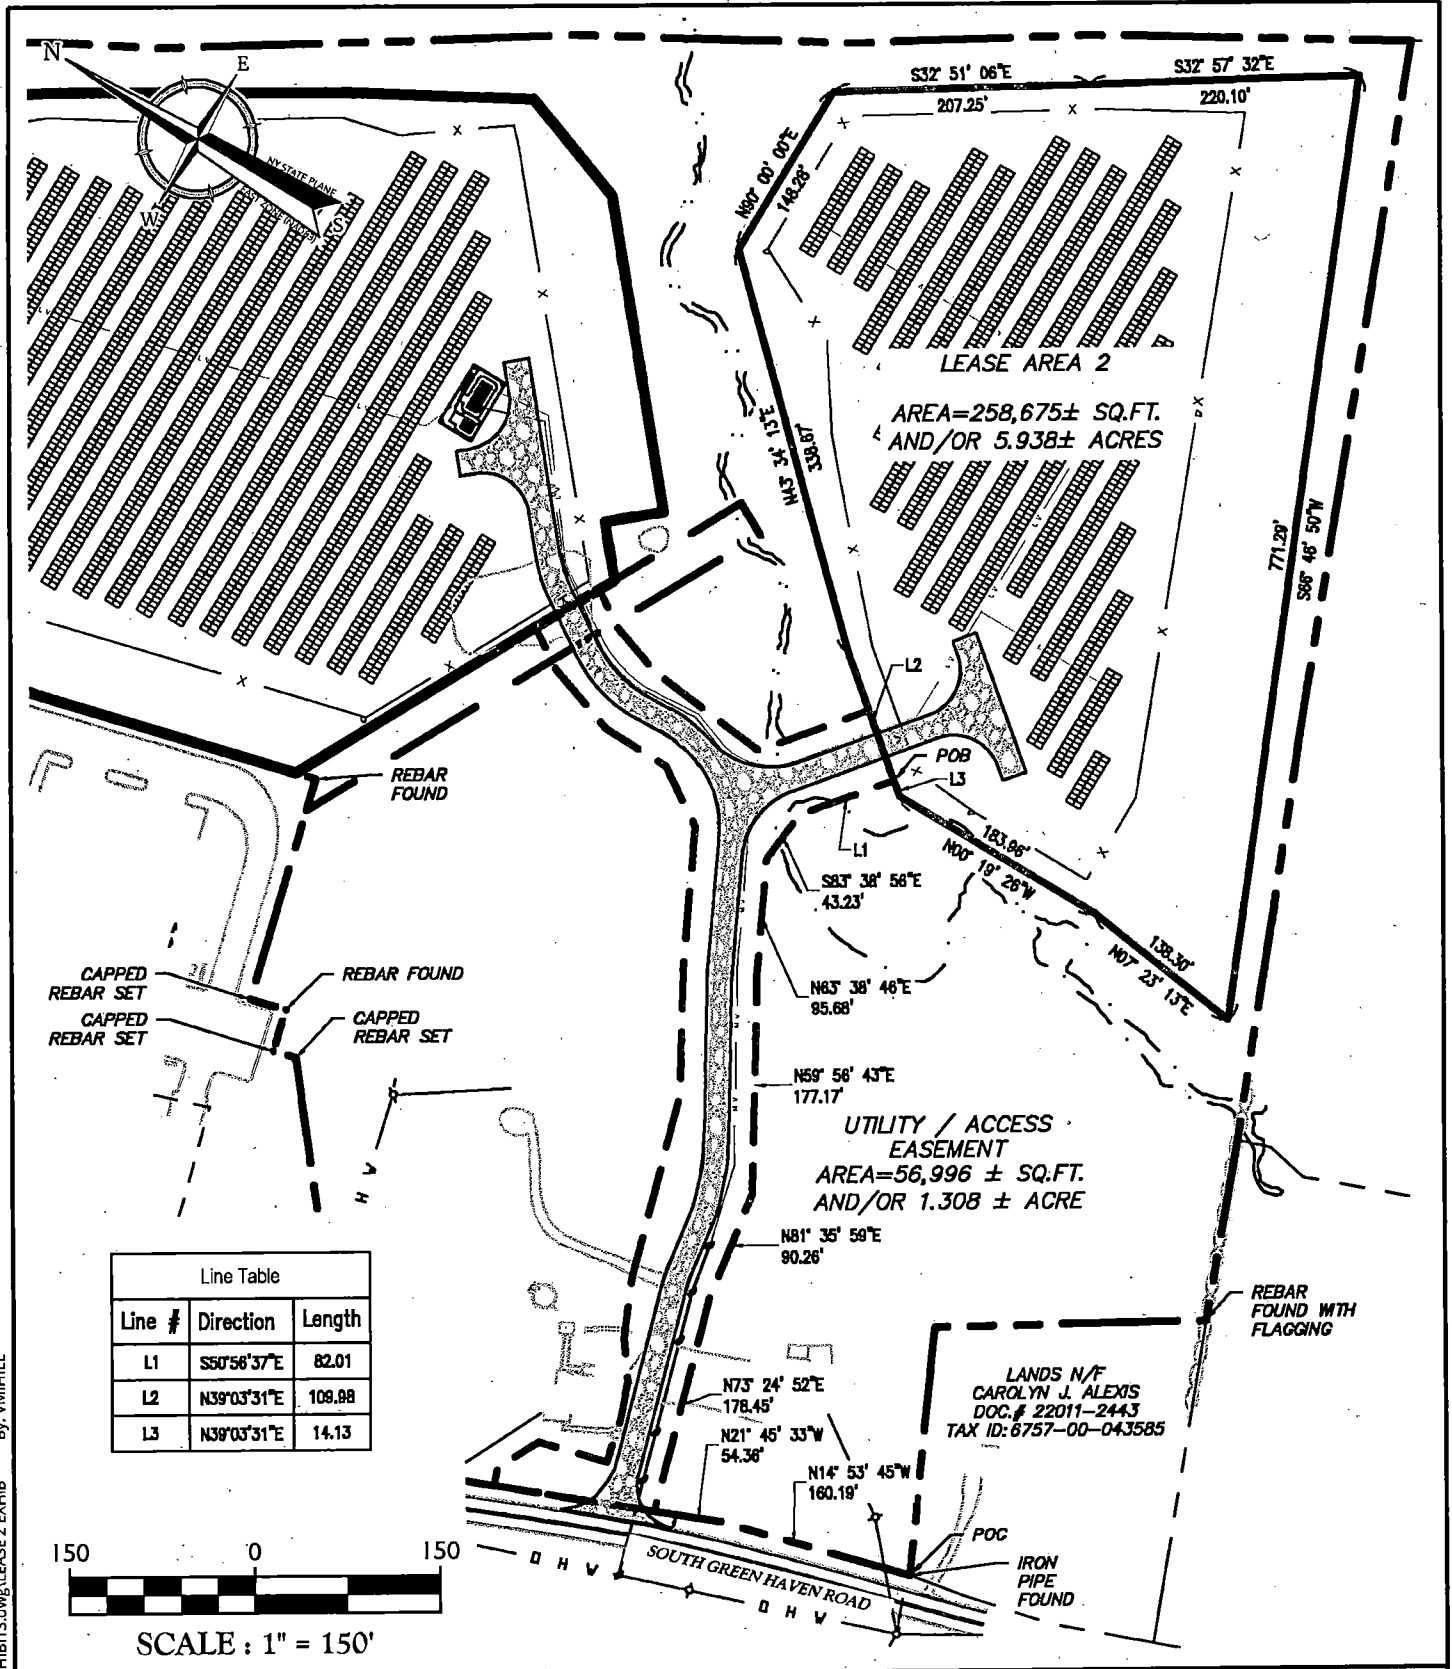 N
E
W
S
NY STATE PLANE
S32° 51' 06"E
207.25'
S32° 57' 32"E
220.10'
N90° 00' 00"E
148.28'
LEASE AREA 2
AREA=258,675± SQ.FT.
AND/OR 5.938± ACRES
N43° 34' 13"E
338.67'
771.29'
S66° 46' 50"W
L2
POB
L3
L1
REBAR
FOUND
183.96'
N00° 19' 26"W
S83° 38' 56"E
43.23'
138.30'
N07° 23' 13"E
CAPPED
REBAR SET
REBAR FOUND
CAPPED
REBAR SET
CAPPED
REBAR SET
N63° 38' 46"E
95.68'
N59° 56' 43"E
177.17'
UTILITY / ACCESS
EASEMENT
AREA=56,996 ± SQ.FT.
AND/OR 1.308 ± ACRE
N81° 35' 59"E
90.26'
Line Table
Line # Direction Length
L1 S50°56'37"E 82.01
L2 N39°03'31"E 109.98
L3 N39°03'31"E 14.13
REBAR
FOUND WITH
FLAGGING
LANDS N/F
CAROLYN J. ALEXIS
DOC.# 22011-2443
TAX ID: 6757-00-043585
N73° 24' 52"E
178.45'
N21° 45' 33"W
54.36'
N14° 53' 45"W
160.19'
POC
IRON
PIPE
FOUND
SOUTH GREEN HAVEN ROAD
O H W
O H W
150 0 150
SCALE : 1" = 150'